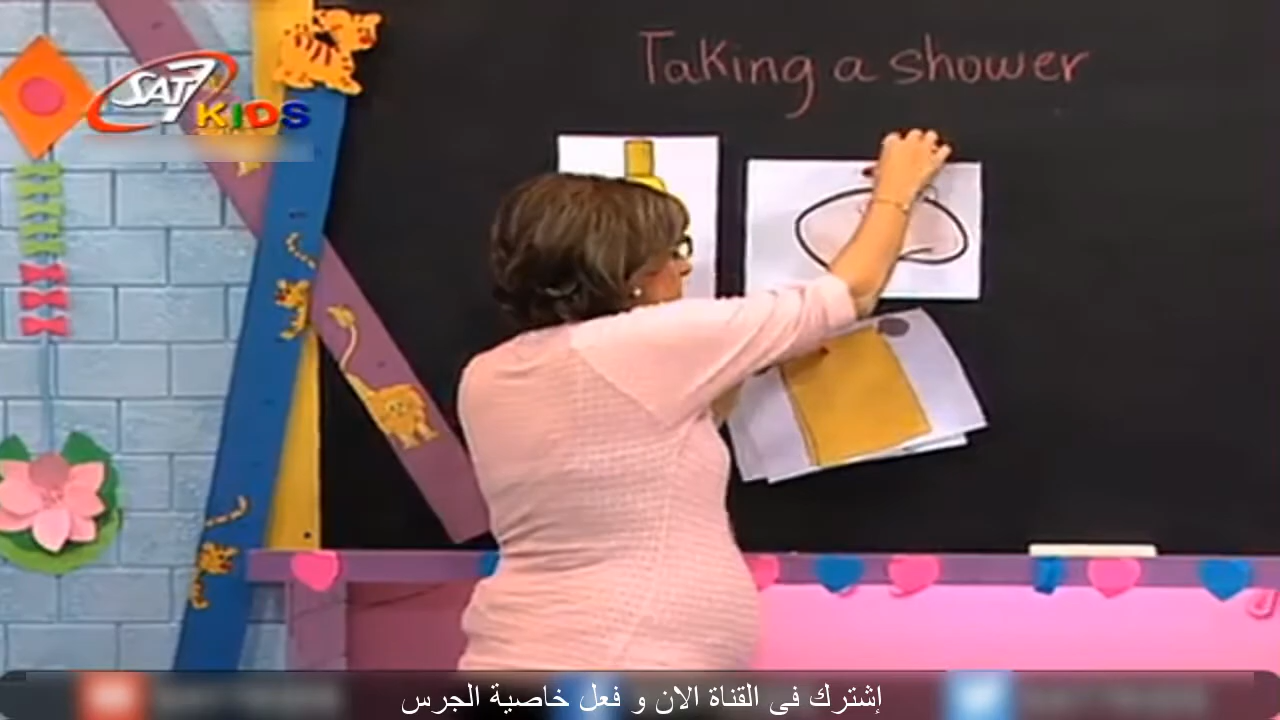 Taking a shower
SAT7
KIDS
إشترك فى القناة الان و فعل خاصية الجرس